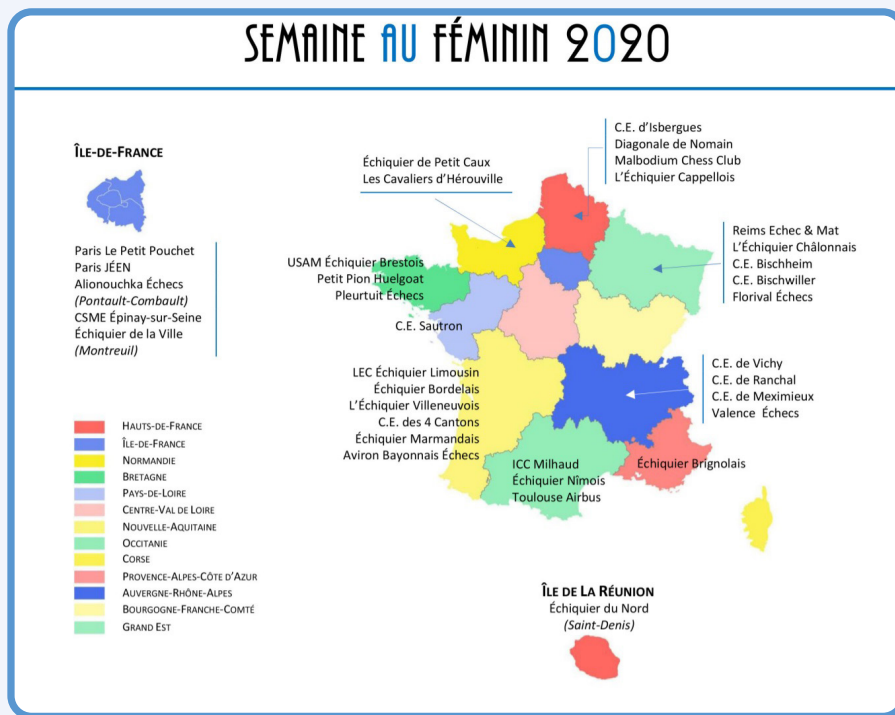 SEMAINE AU FÉMININ 2020
ÎLE-DE-FRANCE
Paris Le Petit Pouchet
Paris JÉEN
Alionouchka Échecs
(Pontault-Combault)
CSME Épinay-sur-Seine
Échiquier de la Ville
(Montreuil)
Échiquier de Petit Caux
Les Cavaliers d'Hérouville
C.E. d'Isbergues
Diagonale de Nomain
Malbodium Chess Club
L'Échiquier Cappellois
Reims Echec & Mat
L'Échiquier Châlonnais
C.E. Bischheim
C.E. Bischwiller
Florival Échecs
USAM Échiquier Brestois
Petit Pion Huelgoat
Pleurtuit Échecs
C.E. Sautron
LEC Échiquier Limousin
Échiquier Bordelais
L'Échiquier Villeneuvois
C.E. des 4 Cantons
Échiquier Marmandais
Aviron Bayonnais Échecs
C.E. de Vichy
C.E. de Ranchal
C.E. de Meximieux
Valence Échecs
ICC Milhaud
Échiquier Nîmois
Toulouse Airbus
Échiquier Brignolais
HAUTS-DE-FRANCE
ÎLE-DE-FRANCE
NORMANDIE
BRETAGNE
PAYS-DE-LOIRE
CENTRE-VAL DE LOIRE
NOUVELLE-AQUITAINE
OCCITANIE
CORSE
PROVENCE-ALPES-CÔTE D'AZUR
AUVERGNE-RHÔNE-ALPES
BOURGOGNE-FRANCHE-COMTÉ
GRAND EST
ÎLE DE LA RÉUNION
Échiquier du Nord
(Saint-Denis)